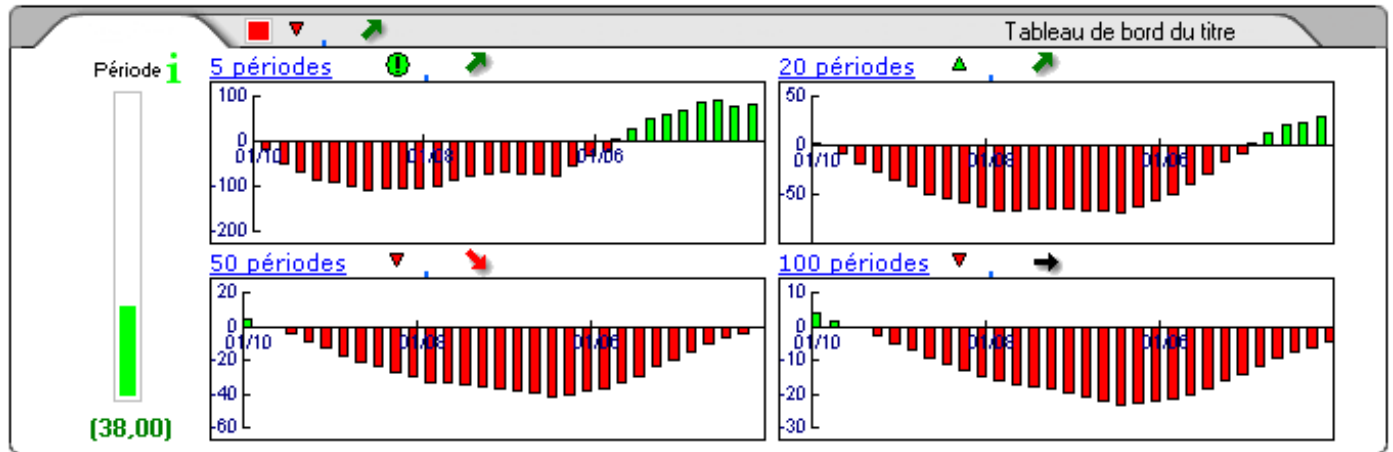 Tableau de bord du titre
Période i
5 périodes
100
0
-100
-200
01/10 01/08 01/06
20 périodes
50
0
-50
01/10 01/08 01/06
50 périodes
20
0
-20
-40
-60
01/10 01/08 01/06
100 périodes
10
0
-10
-20
-30
01/10 01/08 01/06
(38,00)